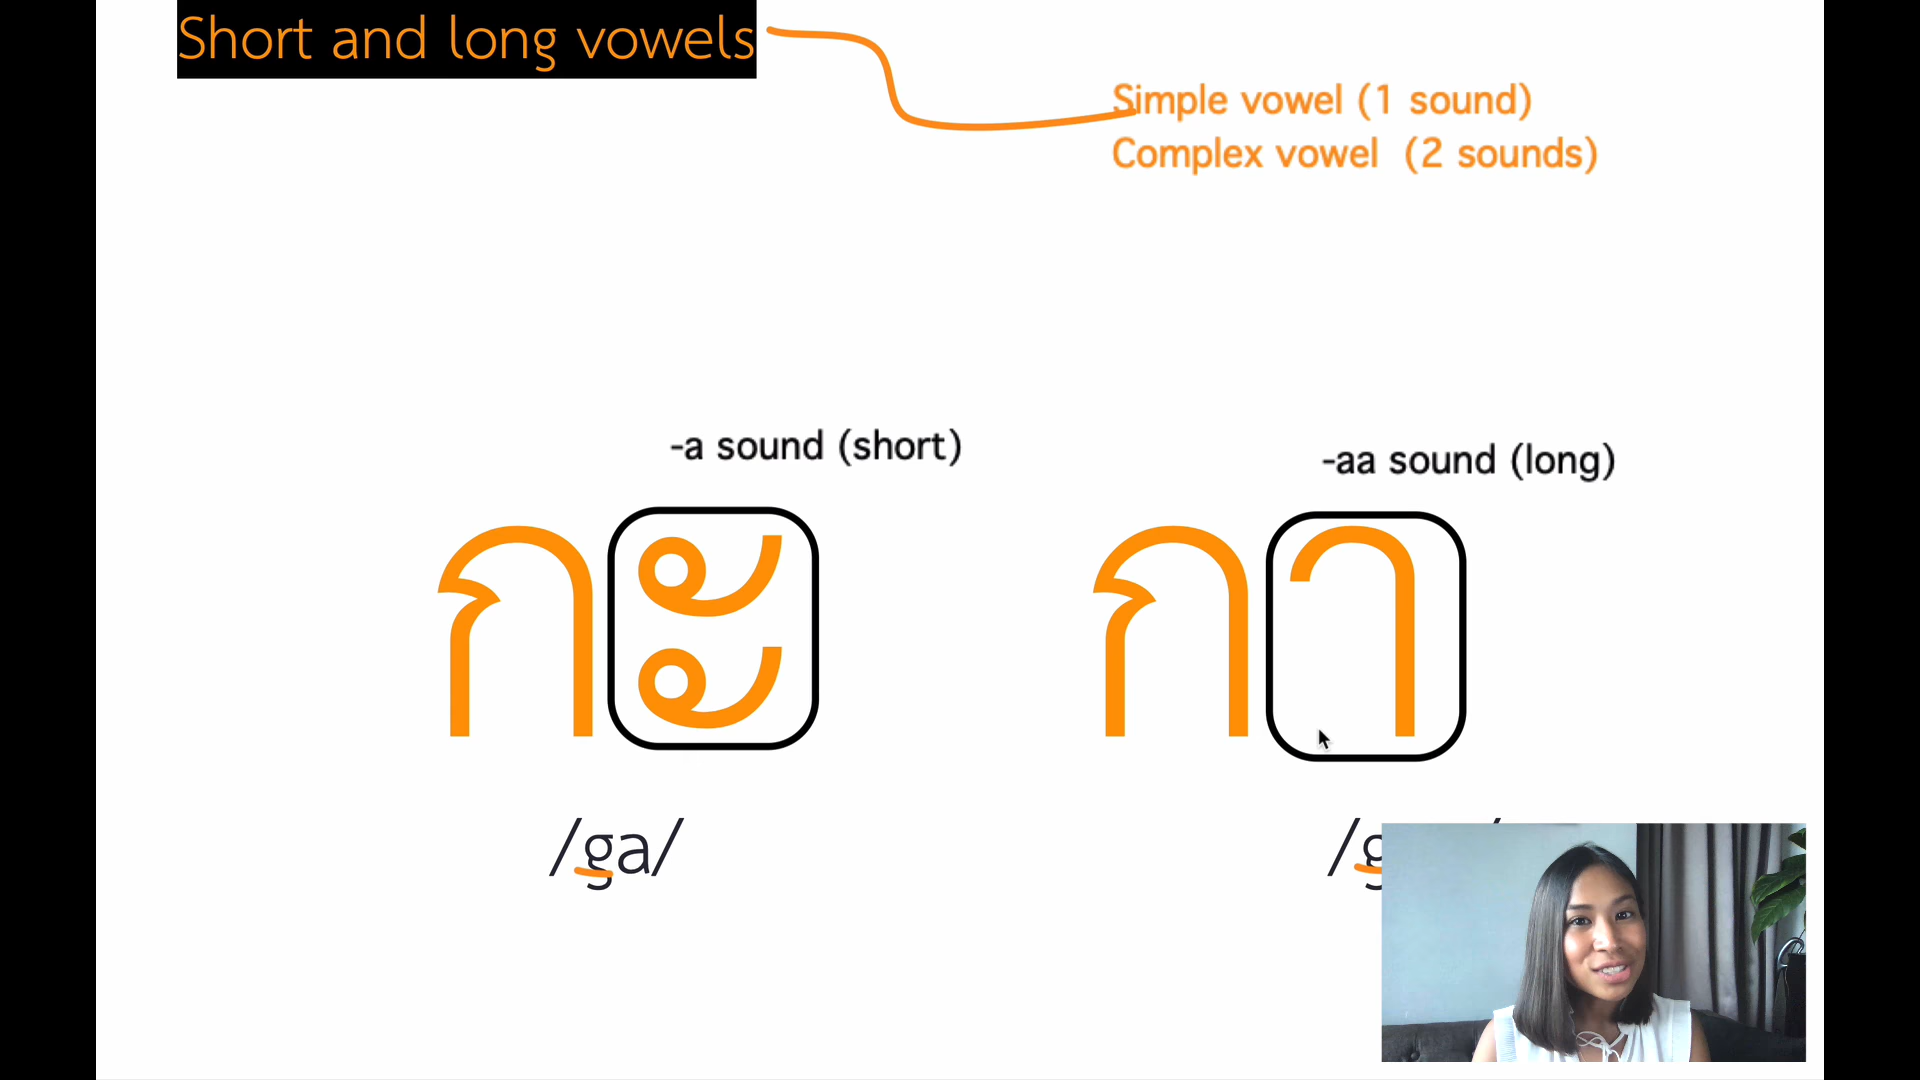 Short and long vowels
Simple vowel (1 sound)
Complex vowel (2 sounds)
-a sound (short)
-aa sound (long)
กะ
กา
/ga/